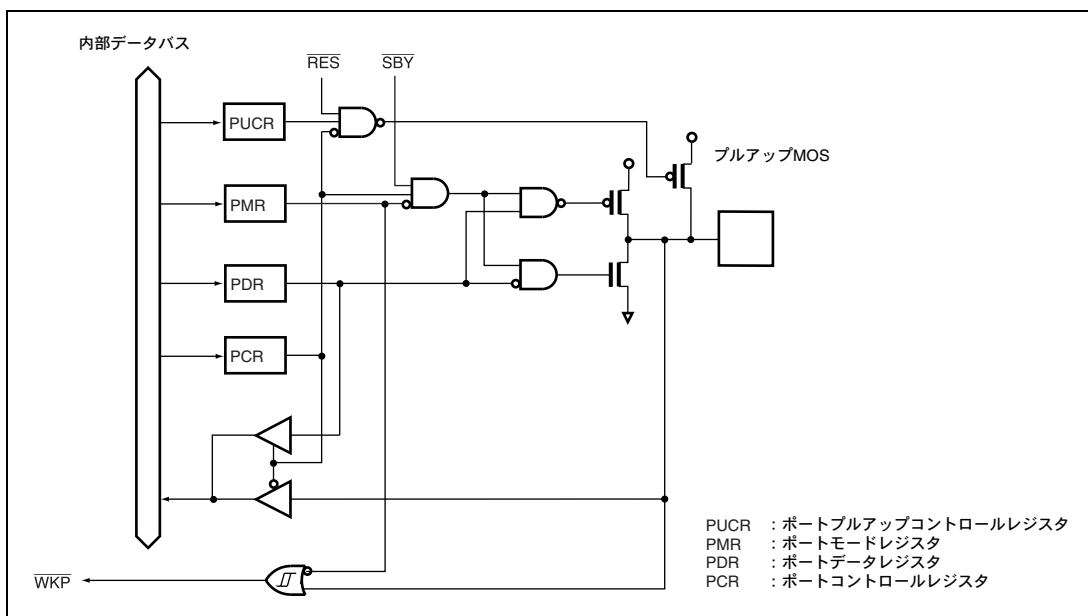 内部データバス
RES
SBY
PUCR
プルアップMOS
PMR
PDR
PCR
WKP
PUCR :ポートプルアップコントロールレジスタ
PMR :ポートモードレジスタ
PDR :ポートデータレジスタ
PCR :ポートコントロールレジスタ